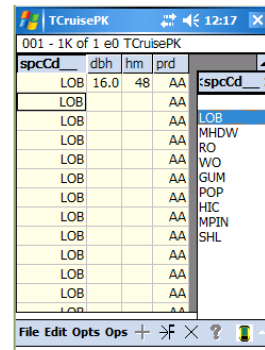 TCruisePK 12:17
001 - 1K of 1 e0 TCruisePK
spcCd__ dbh hm prd
LOB 16.0 48 AA
LOB AA
LOB AA
LOB AA
LOB AA
LOB AA
LOB AA
LOB AA
LOB AA
LOB AA
LOB AA
LOB AA
LOB AA
:spcCd__
LOB
MHDW
RO
WO
GUM
POP
HIC
MPIN
SHL
File Edit Opts Ops ?